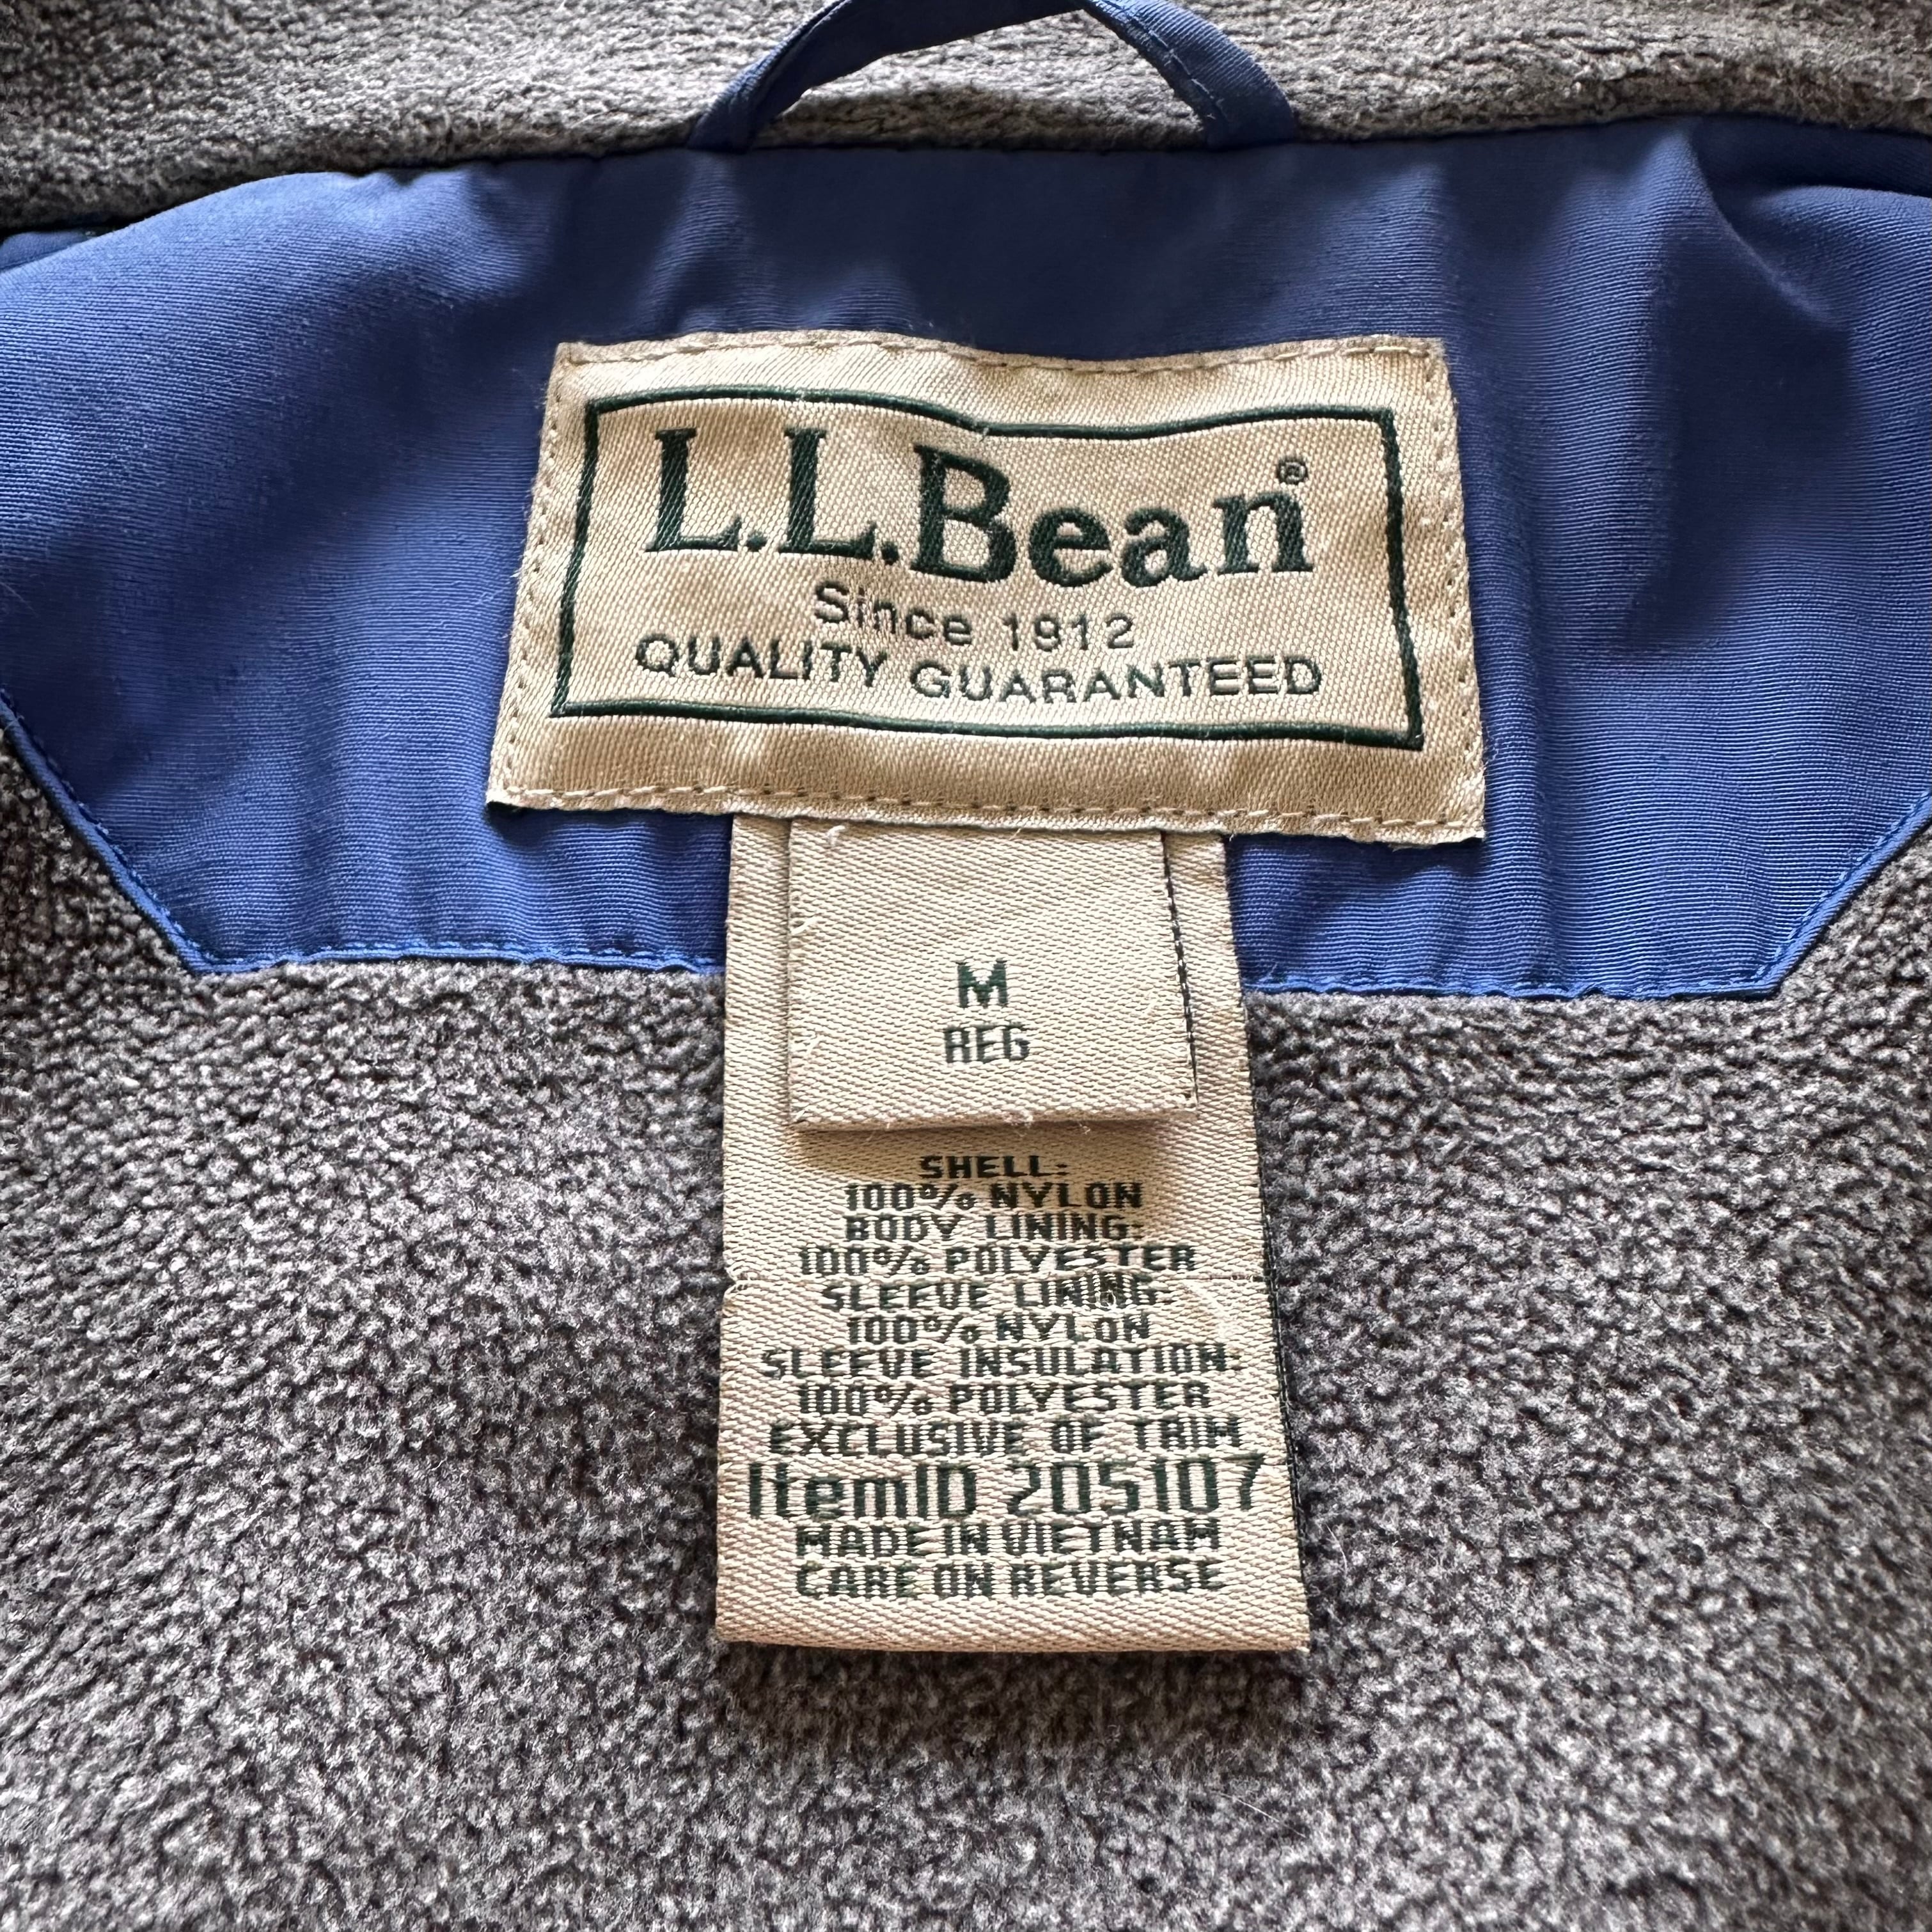 L.L.Bean®
Since 1912
QUALITY GUARANTEED
M
REG
SHELL:
100% NYLON
BODY LINING:
100% POLYESTER
SLEEVE LINING:
100% NYLON
SLEEVE INSULATION:
100% POLYESTER
EXCLUSIVE OF TRIM
ItemID 205107
MADE IN VIETNAM
CARE ON REVERSE